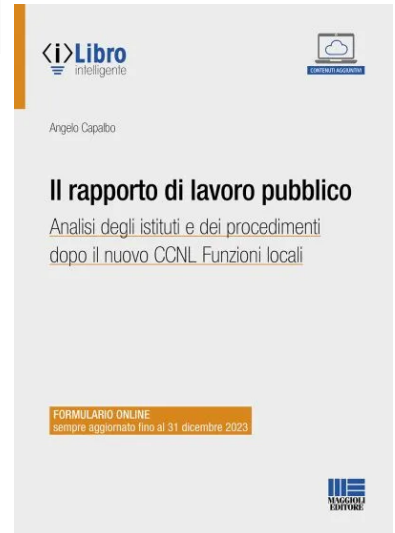 <i>Libro
intelligente
CONTENUTI AGGIUNTIVI
Angelo Capalbo
Il rapporto di lavoro pubblico
Analisi degli istituti e dei procedimenti
dopo il nuovo CCNL Funzioni locali
FORMULARIO ONLINE
sempre aggiornato fino al 31 dicembre 2023
MAGGIOLI
EDITORE